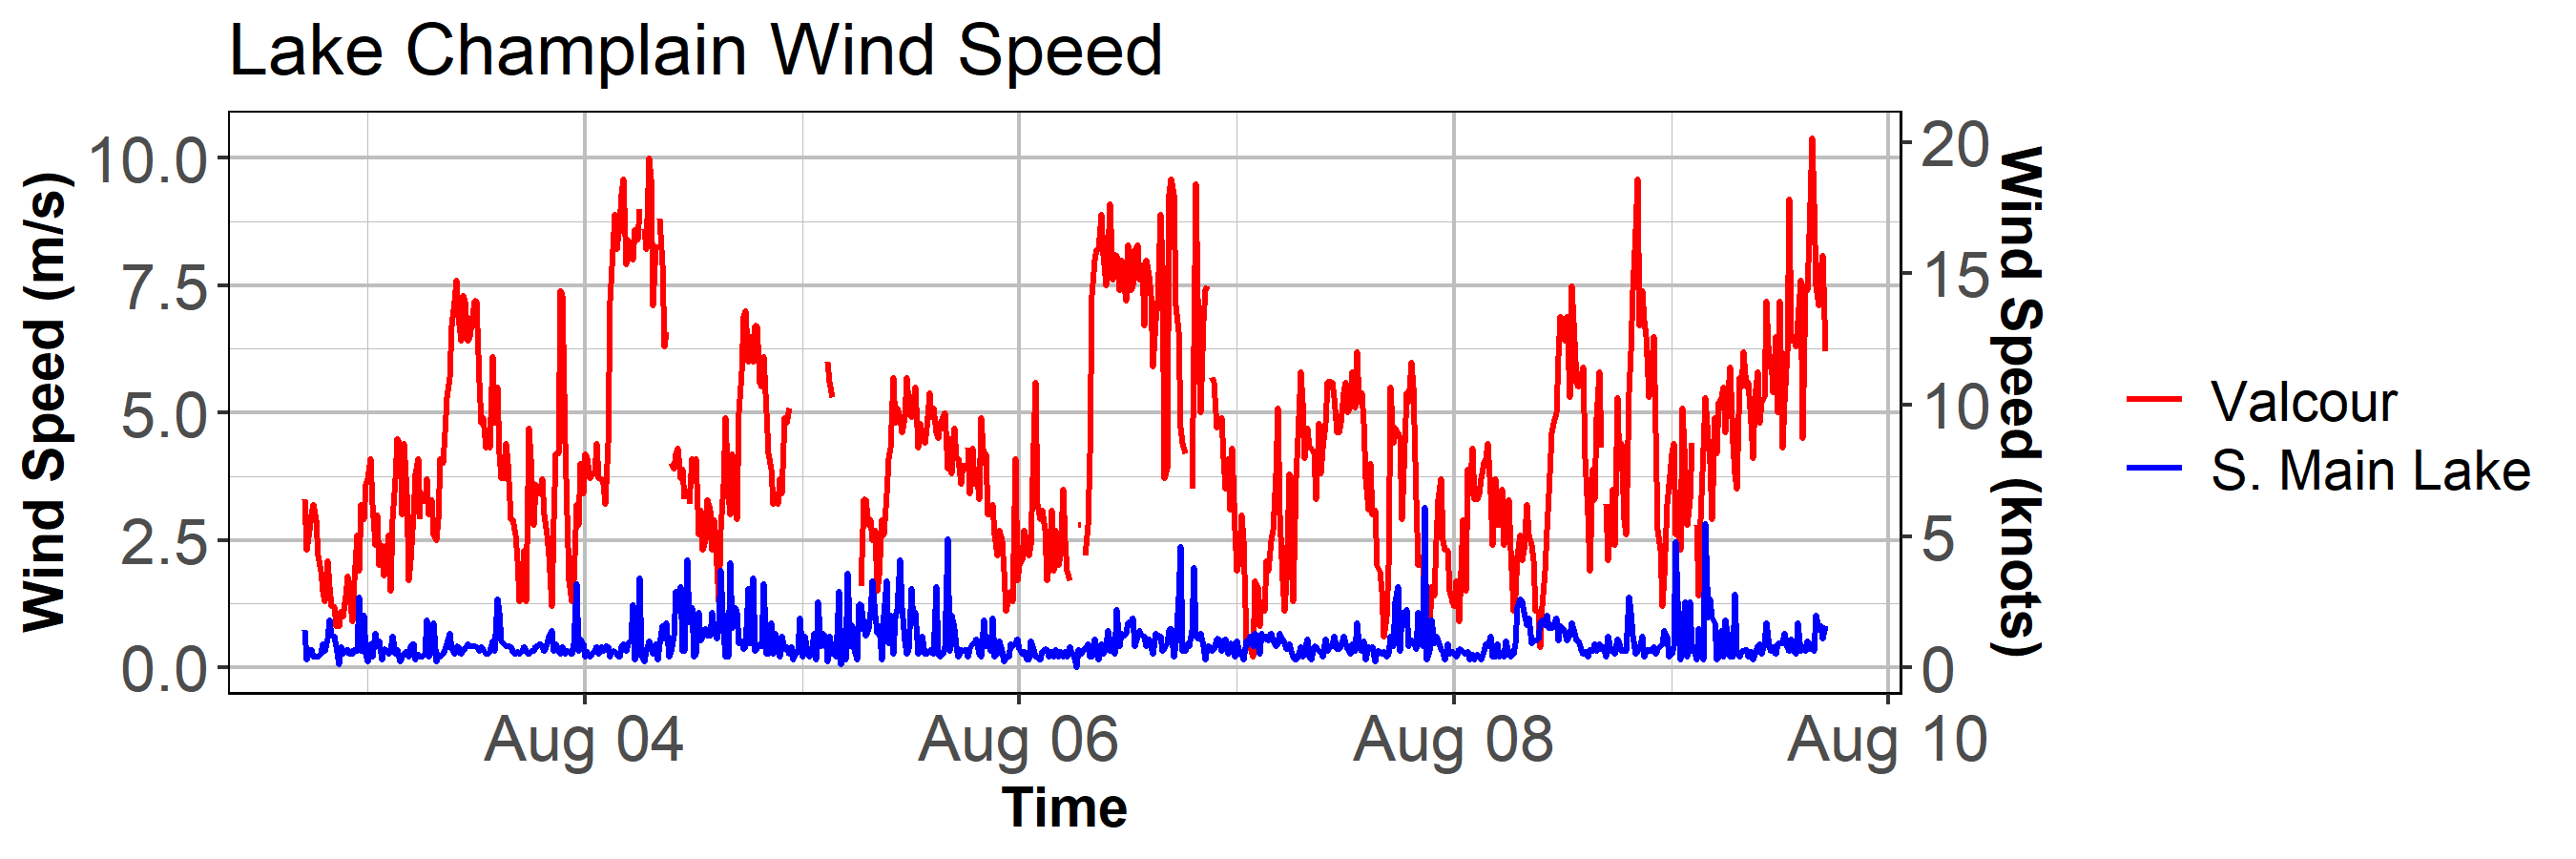 Lake Champlain Wind Speed
Wind Speed (m/s)
10.0
7.5
5.0
2.5
0.0
20
15
10
5
0
Wind Speed (knots)
Aug 04
Aug 06
Aug 08
Aug 10
Time
Valcour
S. Main Lake